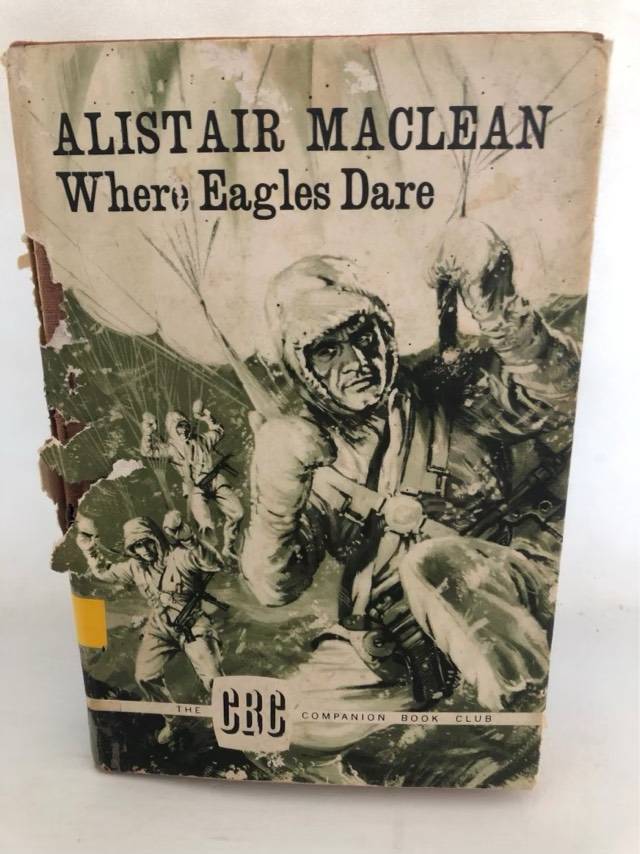 ALISTAIR MACLEAN
Where Eagles Dare
THE CBC COMPANION BOOK CLUB